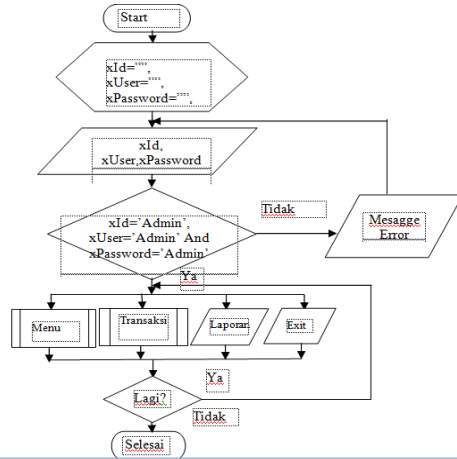 Start
xId="",
xUser="",
xPassword="",
xId,
xUser,xPassword
xId='Admin',
xUser='Admin' And
xPassword='Admin'
Tidak
Mesagge
Error
Ya
Menu
Transaksi
Laporan
Exit
Lagi?
Ya
Tidak
Selesai